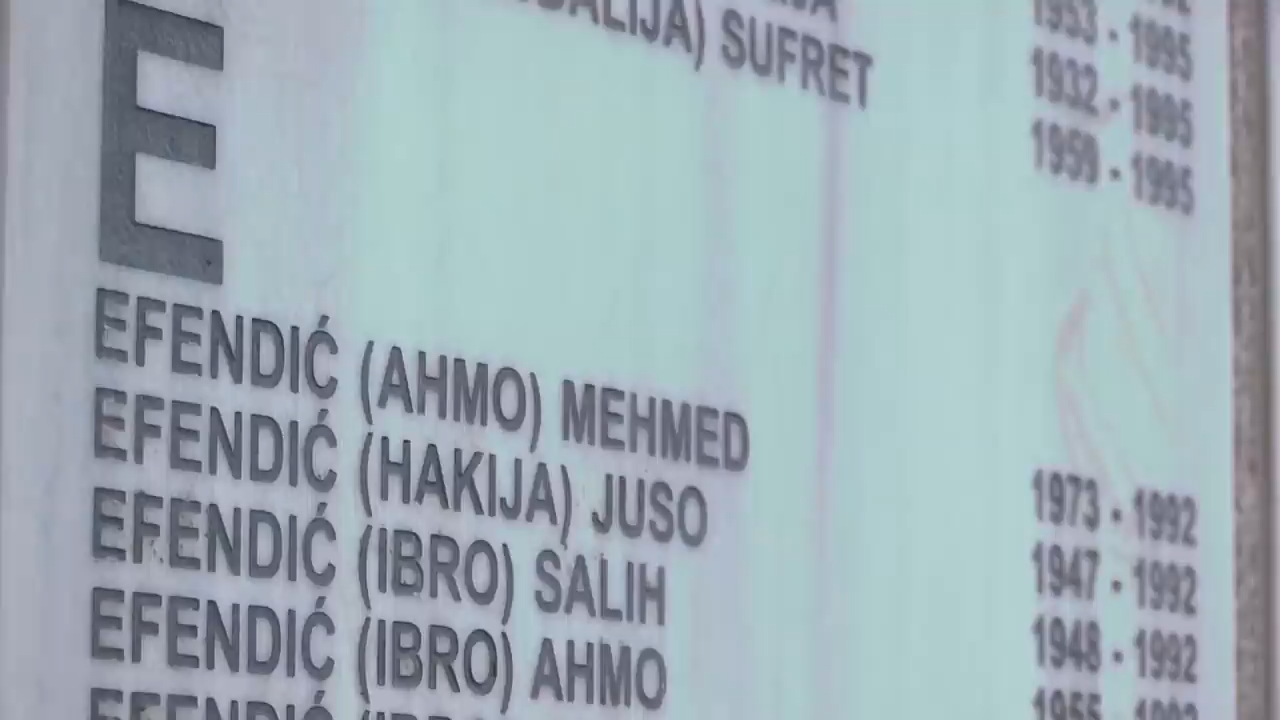 SUFRET
1953 - 1995
1932 - 1995
1959 - 1995
E
EFENDIĆ (AHMO) MEHMED 1973 - 1992
EFENDIĆ (HAKIJA) JUSO 1947 - 1992
EFENDIĆ (IBRO) SALIH 1948 - 1992
EFENDIĆ (IBRO) AHMO